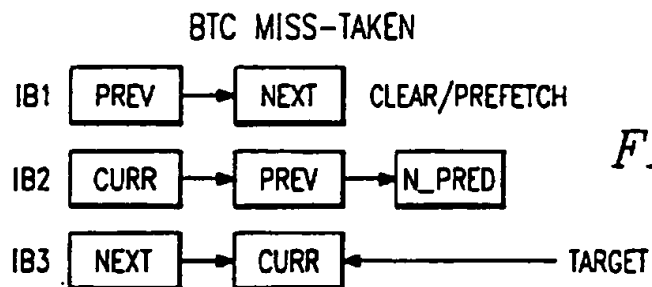 BTC MISS-TAKEN
IB1 PREV NEXT CLEAR/PREFETCH
IB2 CURR PREV N_PRED
IB3 NEXT CURR TARGET